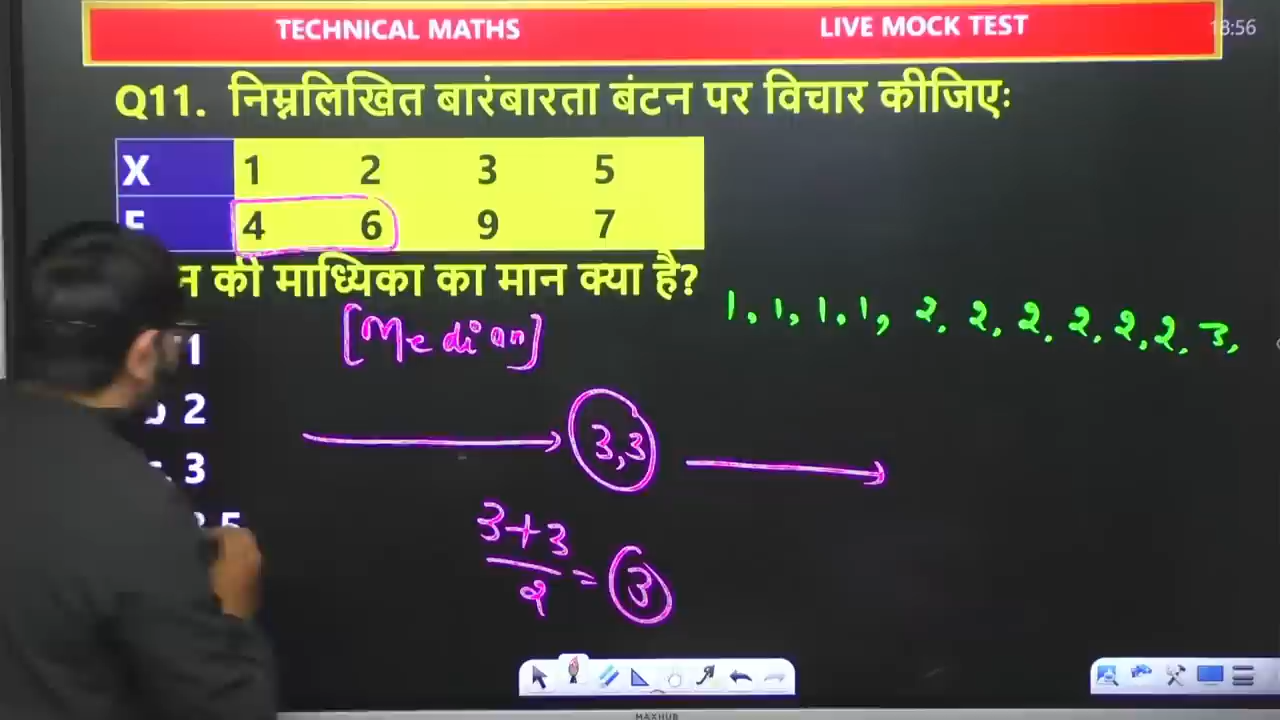 TECHNICAL MATHS LIVE MOCK TEST
18:56
Q11. निम्नलिखित बारंबारता बंटन पर विचार कीजिएः
X 1 2 3 5
F 4 6 9 7
की माध्यिका का मान क्या है?
[Median]
1, 1, 1, 1, 2, 2, 2, 2, 2, 2, 3,
1
2
3
3,3
3+3
2
= 3
MAXHUB